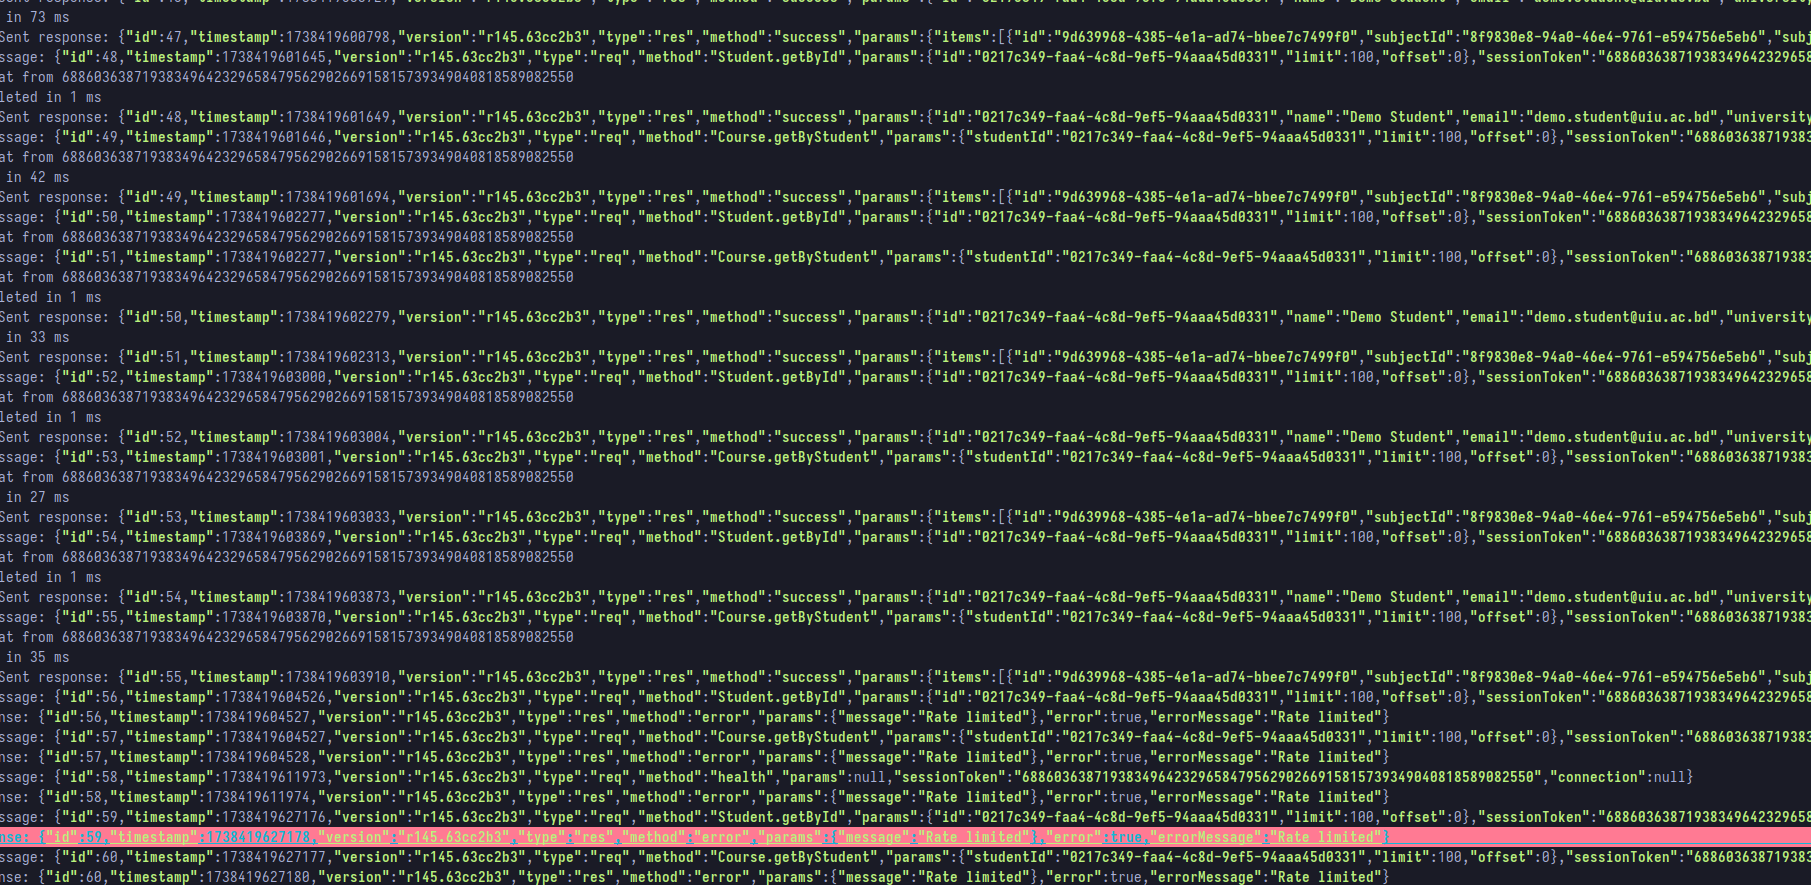 in 73 ms
Sent response: {"id":47,"timestamp":1738419600798,"version":"r145.63cc2b3","type":"res","method":"success","params":{"items":[{"id":"9d639968-4385-4e1a-ad74-bbee7c7499f0","subjectId":"8f9830e8-94a0-46e4-9761-e594756e5eb6","subj
ssage: {"id":48,"timestamp":1738419601645,"version":"r145.63cc2b3","type":"req","method":"Student.getById","params":{"id":"0217c349-faa4-4c8d-9ef5-94aaa45d0331","limit":100,"offset":0},"sessionToken":"68860363871938349642329658
at from 68860363871938349642329658479562902669158157393490408185890​82550
leted in 1 ms
Sent response: {"id":48,"timestamp":1738419601649,"version":"r145.63cc2b3","type":"res","method":"success","params":{"id":"0217c349-faa4-4c8d-9ef5-94aaa45d0331","name":"Demo Student","email":"demo.student@uiu.ac.bd","university
ssage: {"id":49,"timestamp":1738419601646,"version":"r145.63cc2b3","type":"req","method":"Course.getByStudent","params":{"studentId":"0217c349-faa4-4c8d-9ef5-94aaa45d0331","limit":100,"offset":0},"sessionToken":"688603638719383
at from 6886036387193834964232965847956290266915815739349040818589082550
 in 42 ms
Sent response: {"id":49,"timestamp":1738419601694,"version":"r145.63cc2b3","type":"res","method":"success","params":{"items":[{"id":"9d639968-4385-4e1a-ad74-bbee7c7499f0","subjectId":"8f9830e8-94a0-46e4-9761-e594756e5eb6","subj
ssage: {"id":50,"timestamp":1738419602277,"version":"r145.63cc2b3","type":"req","method":"Student.getById","params":{"id":"0217c349-faa4-4c8d-9ef5-94aaa45d0331","limit":100,"offset":0},"sessionToken":"68860363871938349642329658
at from 6886036387193834964232965847956290266915815739349040818589082550
ssage: {"id":51,"timestamp":1738419602277,"version":"r145.63cc2b3","type":"req","method":"Course.getByStudent","params":{"studentId":"0217c349-faa4-4c8d-9ef5-94aaa45d0331","limit":100,"offset":0},"sessionToken":"688603638719383
at from 6886036387193834964232965847956290266915815739349040818589082550
leted in 1 ms
Sent response: {"id":50,"timestamp":1738419602279,"version":"r145.63cc2b3","type":"res","method":"success","params":{"id":"0217c349-faa4-4c8d-9ef5-94aaa45d0331","name":"Demo Student","email":"demo.student@uiu.ac.bd","university
 in 33 ms
Sent response: {"id":51,"timestamp":1738419602313,"version":"r145.63cc2b3","type":"res","method":"success","params":{"items":[{"id":"9d639968-4385-4e1a-ad74-bbee7c7499f0","subjectId":"8f9830e8-94a0-46e4-9761-e594756e5eb6","subj
ssage: {"id":52,"timestamp":1738419603000,"version":"r145.63cc2b3","type":"req","method":"Student.getById","params":{"id":"0217c349-faa4-4c8d-9ef5-94aaa45d0331","limit":100,"offset":0},"sessionToken":"68860363871938349642329658
at from 6886036387193834964232965847956290266915815739349040818589082550
leted in 1 ms
Sent response: {"id":52,"timestamp":1738419603004,"version":"r145.63cc2b3","type":"res","method":"success","params":{"id":"0217c349-faa4-4c8d-9ef5-94aaa45d0331","name":"Demo Student","email":"demo.student@uiu.ac.bd","university
ssage: {"id":53,"timestamp":1738419603001,"version":"r145.63cc2b3","type":"req","method":"Course.getByStudent","params":{"studentId":"0217c349-faa4-4c8d-9ef5-94aaa45d0331","limit":100,"offset":0},"sessionToken":"688603638719383
at from 6886036387193834964232965847956290266915815739349040818589082550
 in 27 ms
Sent response: {"id":53,"timestamp":1738419603033,"version":"r145.63cc2b3","type":"res","method":"success","params":{"items":[{"id":"9d639968-4385-4e1a-ad74-bbee7c7499f0","subjectId":"8f9830e8-94a0-46e4-9761-e594756e5eb6","subj
ssage: {"id":54,"timestamp":1738419603869,"version":"r145.63cc2b3","type":"req","method":"Student.getById","params":{"id":"0217c349-faa4-4c8d-9ef5-94aaa45d0331","limit":100,"offset":0},"sessionToken":"68860363871938349642329658
at from 6886036387193834964232965847956290266915815739349040818589082550
leted in 1 ms
Sent response: {"id":54,"timestamp":1738419603873,"version":"r145.63cc2b3","type":"res","method":"success","params":{"id":"0217c349-faa4-4c8d-9ef5-94aaa45d0331","name":"Demo Student","email":"demo.student@uiu.ac.bd","university
ssage: {"id":55,"timestamp":1738419603870,"version":"r145.63cc2b3","type":"req","method":"Course.getByStudent","params":{"studentId":"0217c349-faa4-4c8d-9ef5-94aaa45d0331","limit":100,"offset":0},"sessionToken":"688603638719383
at from 6886036387193834964232965847956290266915815739349040818589082550
 in 35 ms
Sent response: {"id":55,"timestamp":1738419603910,"version":"r145.63cc2b3","type":"res","method":"success","params":{"items":[{"id":"9d639968-4385-4e1a-ad74-bbee7c7499f0","subjectId":"8f9830e8-94a0-46e4-9761-e594756e5eb6","subj
ssage: {"id":56,"timestamp":1738419604526,"version":"r145.63cc2b3","type":"req","method":"Student.getById","params":{"id":"0217c349-faa4-4c8d-9ef5-94aaa45d0331","limit":100,"offset":0},"sessionToken":"68860363871938349642329658
nse: {"id":56,"timestamp":1738419604527,"version":"r145.63cc2b3","type":"res","method":"error","params":{"message":"Rate limited"},"error":true,"errorMessage":"Rate limited"}
ssage: {"id":57,"timestamp":1738419604527,"version":"r145.63cc2b3","type":"req","method":"Course.getByStudent","params":{"studentId":"0217c349-faa4-4c8d-9ef5-94aaa45d0331","limit":100,"offset":0},"sessionToken":"688603638719383
nse: {"id":57,"timestamp":1738419604528,"version":"r145.63cc2b3","type":"res","method":"error","params":{"message":"Rate limited"},"error":true,"errorMessage":"Rate limited"}
ssage: {"id":58,"timestamp":1738419611973,"version":"r145.63cc2b3","type":"req","method":"health","params":null,"sessionToken":"6886036387193834964232965847956290266915815739349040818589082550","connection":null}
nse: {"id":58,"timestamp":1738419611974,"version":"r145.63cc2b3","type":"res","method":"error","params":{"message":"Rate limited"},"error":true,"errorMessage":"Rate limited"}
ssage: {"id":59,"timestamp":1738419627176,"version":"r145.63cc2b3","type":"req","method":"Student.getById","params":{"id":"0217c349-faa4-4c8d-9ef5-94aaa45d0331","limit":100,"offset":0},"sessionToken":"68860363871938349642329658
nse: {"id":59,"timestamp":1738419627178,"version":"r145.63cc2b3","type":"res","method":"error","params":{"message":"Rate limited"},"error":true,"errorMessage":"Rate limited"}
ssage: {"id":60,"timestamp":1738419627177,"version":"r145.63cc2b3","type":"req","method":"Course.getByStudent","params":{"studentId":"0217c349-faa4-4c8d-9ef5-94aaa45d0331","limit":100,"offset":0},"sessionToken":"688603638719383
nse: {"id":60,"timestamp":1738419627180,"version":"r145.63cc2b3","type":"res","method":"error","params":{"message":"Rate limited"},"error":true,"errorMessage":"Rate limited"}